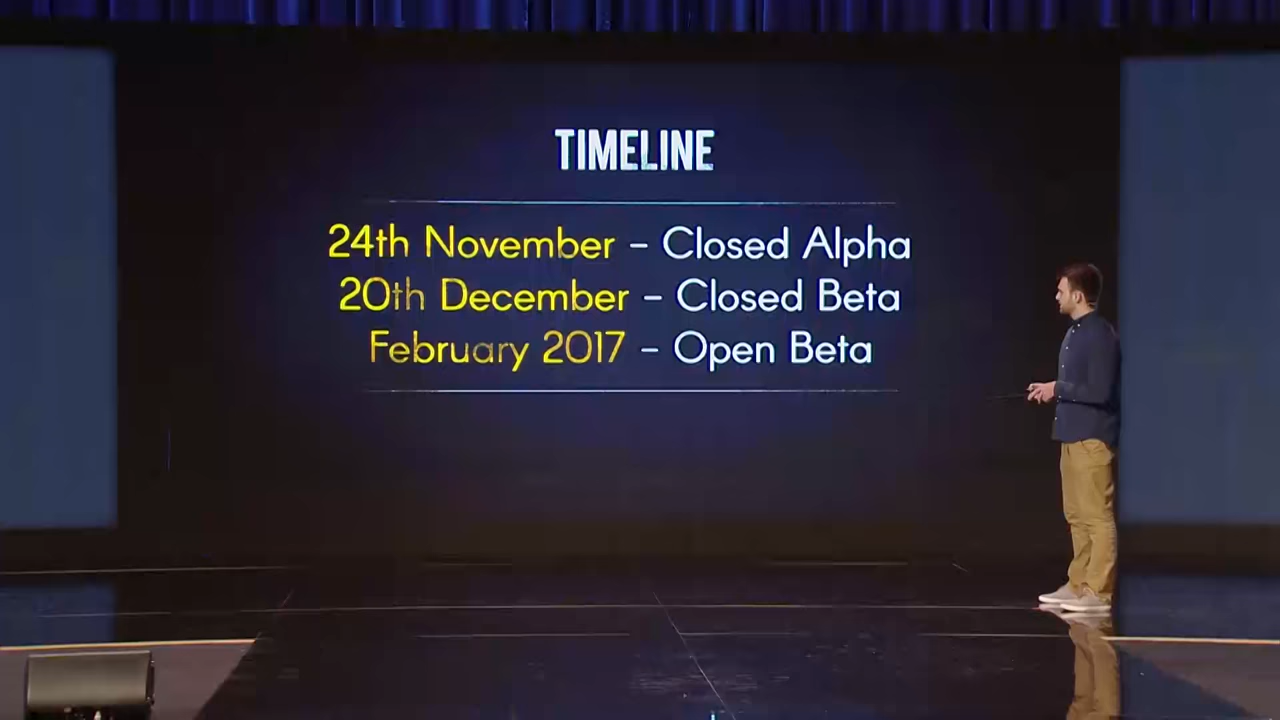 TIMELINE
24th November – Closed Alpha
20th December – Closed Beta
February 2017 – Open Beta